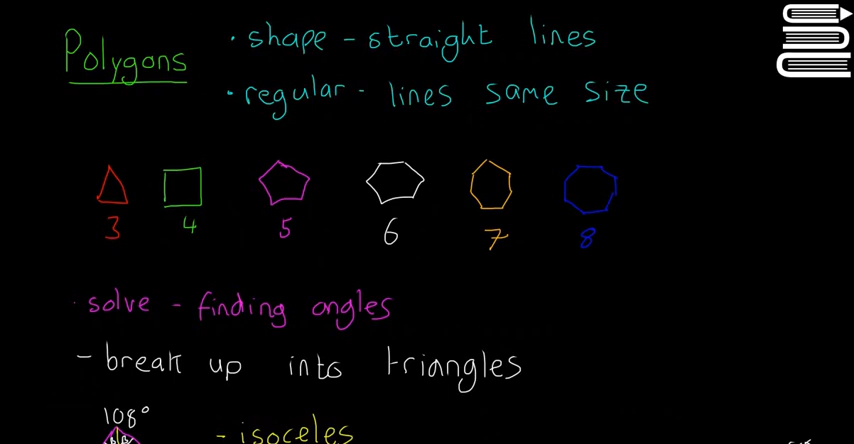 Polygons
· shape - straight lines
· regular - lines same size
3 4 5 6 7 8
· solve - finding angles
- break up into triangles
108°
- isoceles